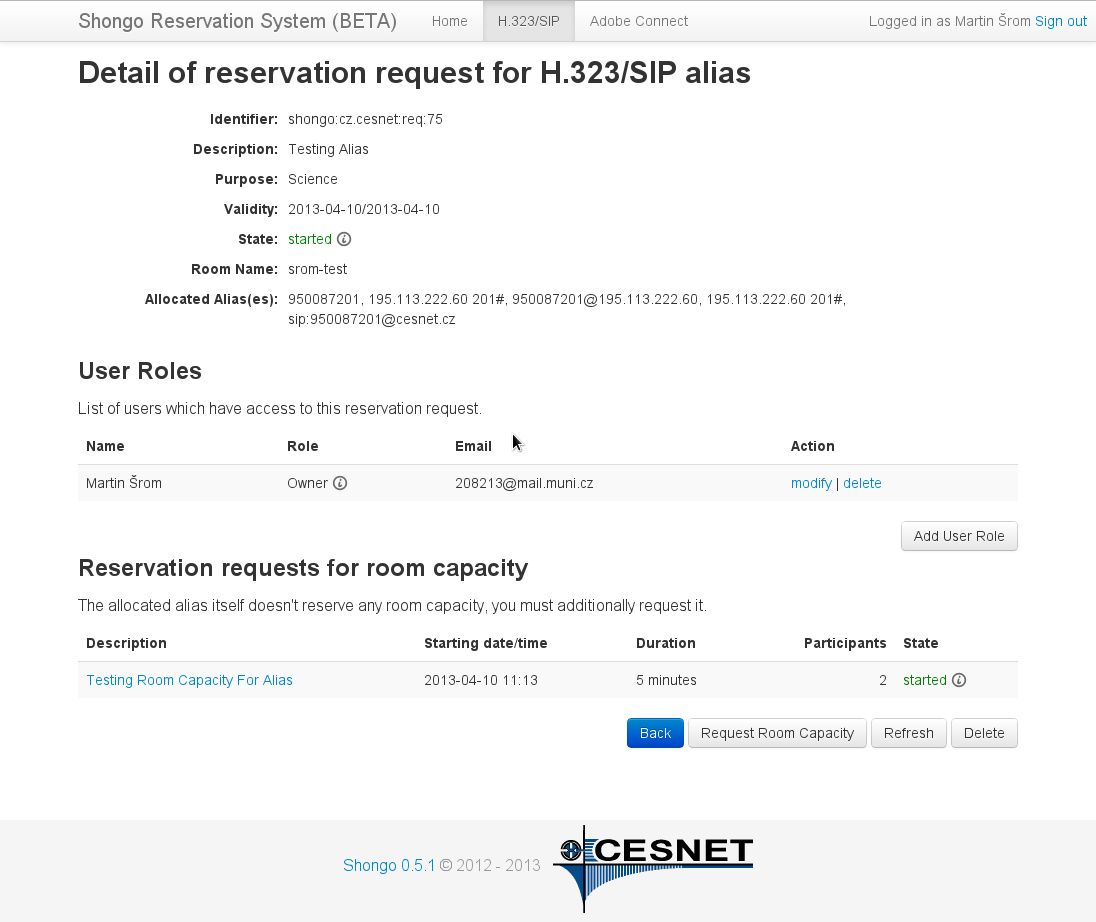 Shongo Reservation System (BETA) Home H.323/SIP Adobe Connect Logged in as Martin Šrom Sign out
Detail of reservation request for H.323/SIP alias
Identifier: shongo:cz.cesnet:req:75
Description: Testing Alias
Purpose: Science
Validity: 2013-04-10/2013-04-10
State: started
Room Name: srom-test
Allocated Alias(es): 950087201, 195.113.222.60 201#, 950087201@195.113.222.60, 195.113.222.60 201#,
sip:950087201@cesnet.cz
User Roles
List of users which have access to this reservation request.
Name Role Email Action
Martin Šrom Owner 208213@mail.muni.cz modify | delete
Add User Role
Reservation requests for room capacity
The allocated alias itself doesn't reserve any room capacity, you must additionally request it.
Description Starting date/time Duration Participants State
Testing Room Capacity For Alias 2013-04-10 11:13 5 minutes 2 started
Back Request Room Capacity Refresh Delete
Shongo 0.5.1 © 2012 - 2013 CESNET